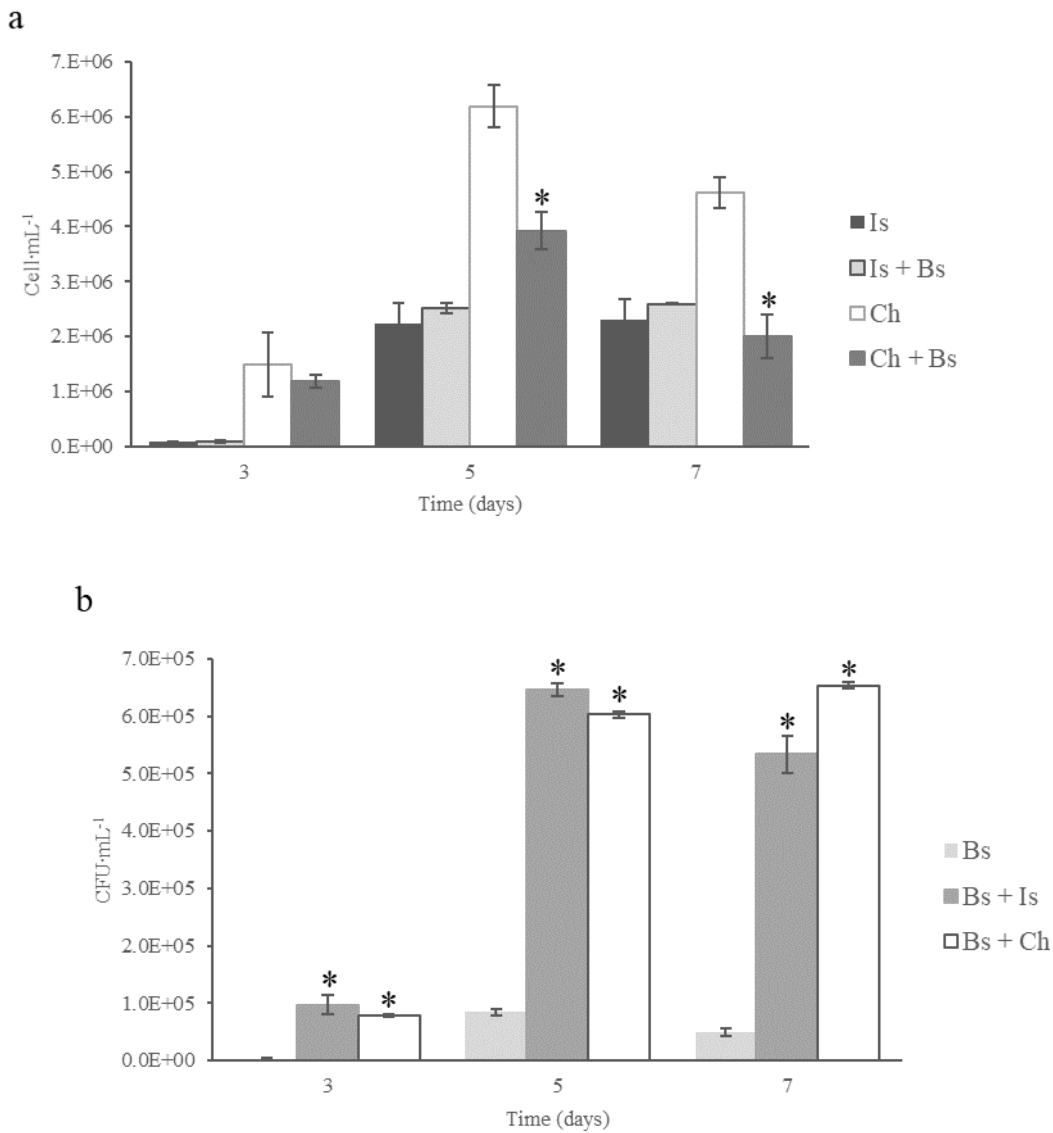 a
7.E+06
6.E+06
5.E+06
4.E+06
3.E+06
2.E+06
1.E+06
0.E+00
Cell·mL-1
* *
3 5 7
Time (days)
Is
Is + Bs
Ch
Ch + Bs
b
7.0E+05
6.0E+05
5.0E+05
4.0E+05
3.0E+05
2.0E+05
1.0E+05
0.0E+00
CFU·mL-1
* * * * * *
3 5 7
Time (days)
Bs
Bs + Is
Bs + Ch